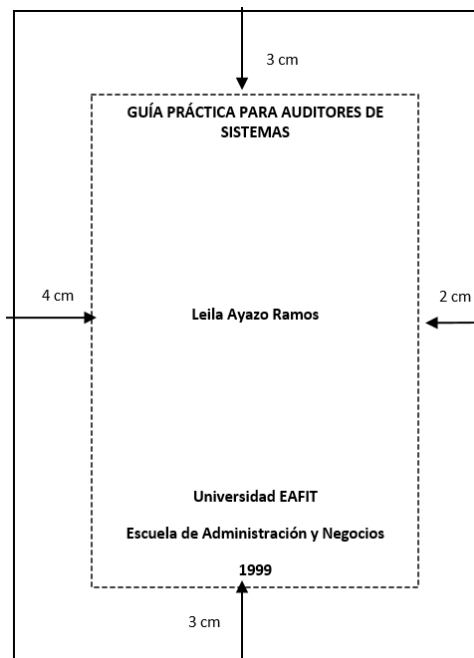 3 cm
GUÍA PRÁCTICA PARA AUDITORES DE
SISTEMAS
4 cm
2 cm
Leila Ayazo Ramos
Universidad EAFIT
Escuela de Administración y Negocios
1999
3 cm